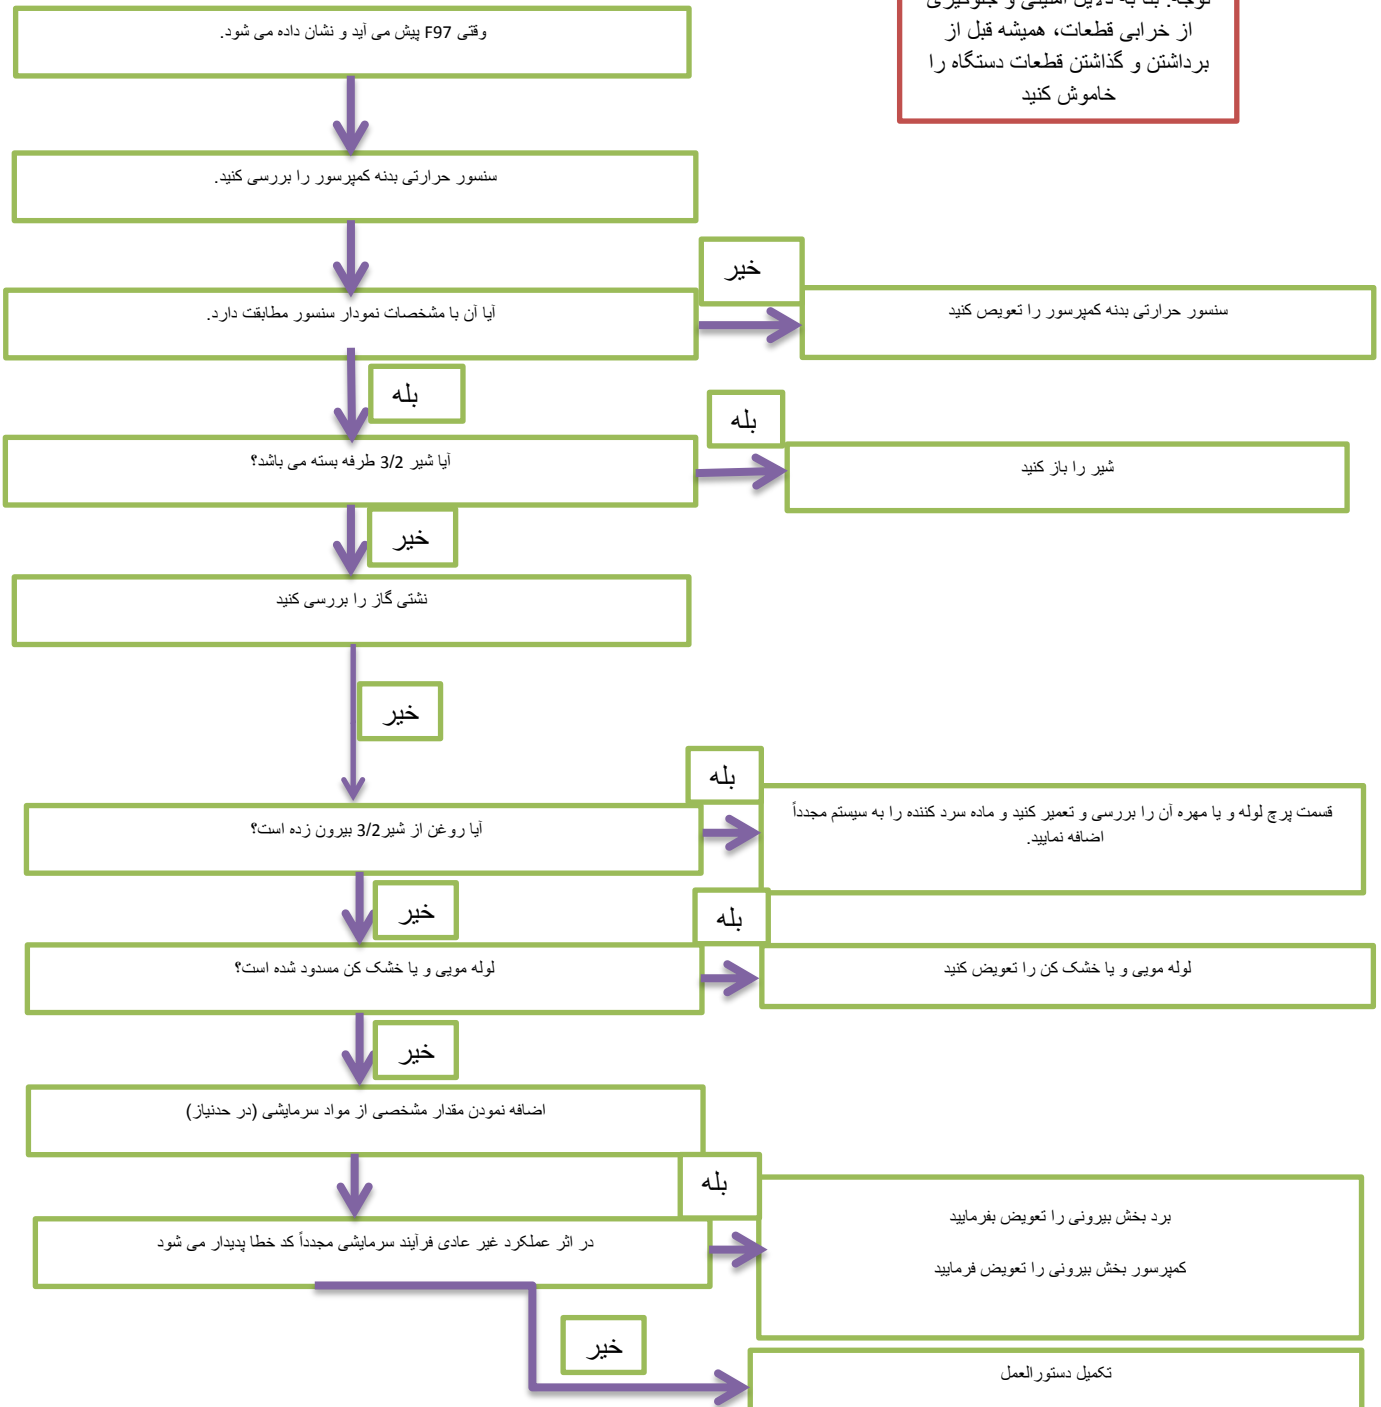 توجه: بنا به دلایل ایمنی و جلوگیری
از خرابی قطعات، همیشه قبل از
برداشتن و گذاشتن قطعات دستگاه را
خاموش کنید
وقتی F97 پیش می آید و نشان داده می شود.
سنسور حرارتی بدنه کمپرسور را بررسی کنید.
خیر
آیا آن با مشخصات نمودار سنسور مطابقت دارد.
سنسور حرارتی بدنه کمپرسور را تعویص کنید
بله
بله
آیا شیر 3/2 طرفه بسته می باشد؟
شیر را باز کنید
خیر
نشتی گاز را بررسی کنید
خیر
بله
آیا روغن از شیر3/2 بیرون زده است؟
قسمت پرچ لوله و یا مهره آن را بررسی و تعمیر کنید و ماده سرد کننده را به سیستم مجدداً
اضافه نمایید.
خیر
بله
لوله مویی و یا خشک کن مسدود شده است؟
لوله مویی و یا خشک کن را تعویض کنید
خیر
اضافه نمودن مقدار مشخصی از مواد سرمایشی (در حدنیاز)
بله
در اثر عملکرد غیر عادی فرآیند سرمایشی مجدداً کد خطا پدیدار می شود
برد بخش بیرونی را تعویض بفرمایید
کمپرسور بخش بیرونی را تعویض فرمایید
خیر
تکمیل دستورالعمل